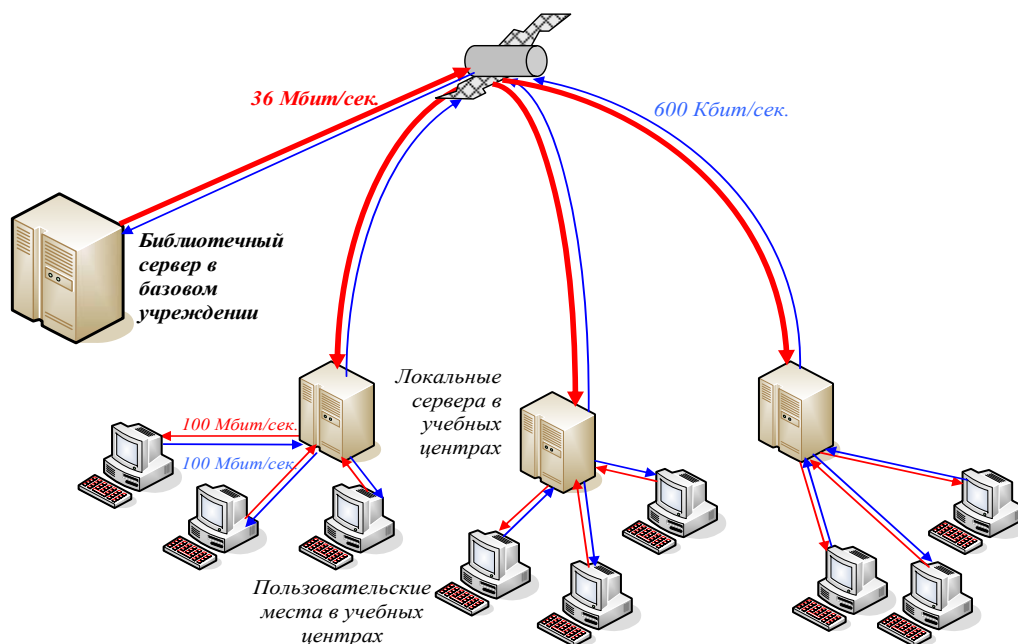 36 Мбит/сек.
600 Кбит/сек.
Библиотечный
сервер в
базовом
учреждении
Локальные
сервера в
учебных
центрах
100 Мбит/сек.
100 Мбит/сек.
Пользовательские
места в учебных
центрах